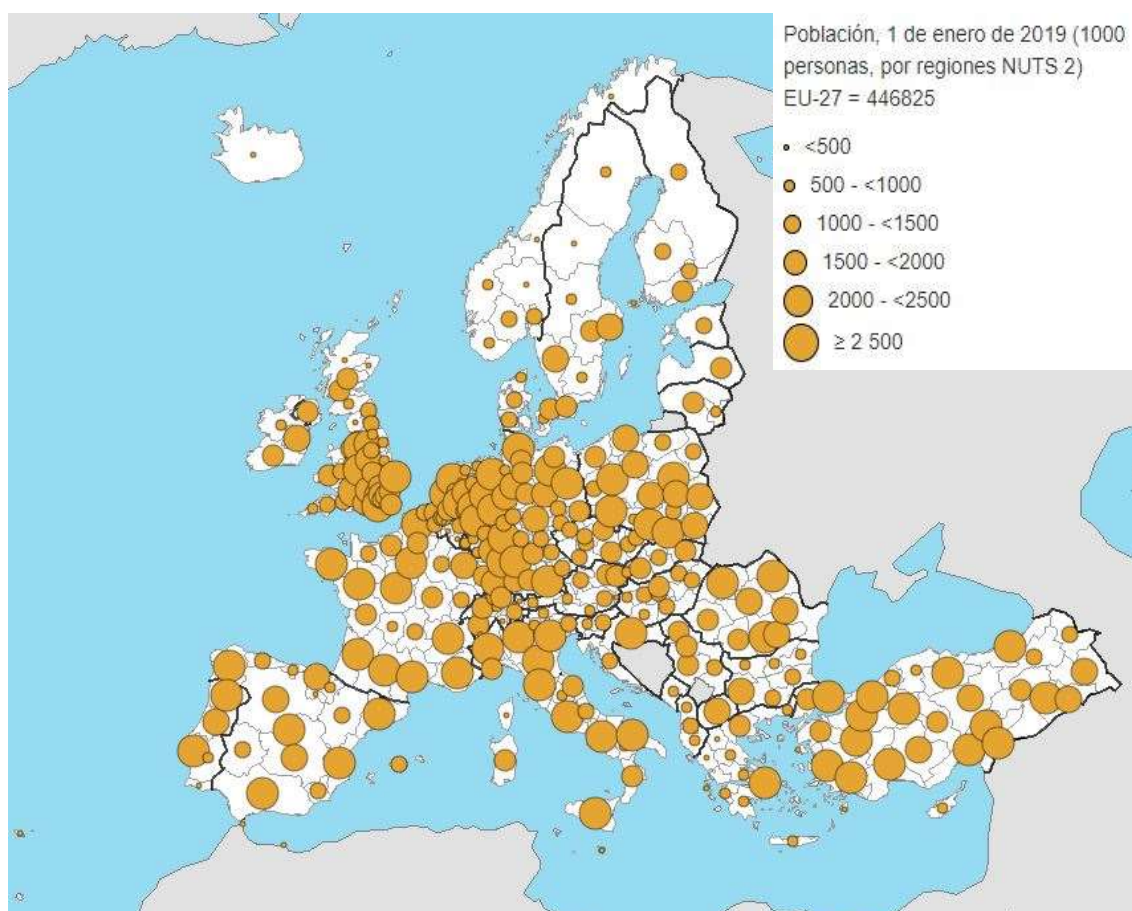 Población, 1 de enero de 2019 (1000
personas, por regiones NUTS 2)
EU-27 = 446825
<500
500 - <1000
1000 - <1500
1500 - <2000
2000 - <2500
≥ 2 500